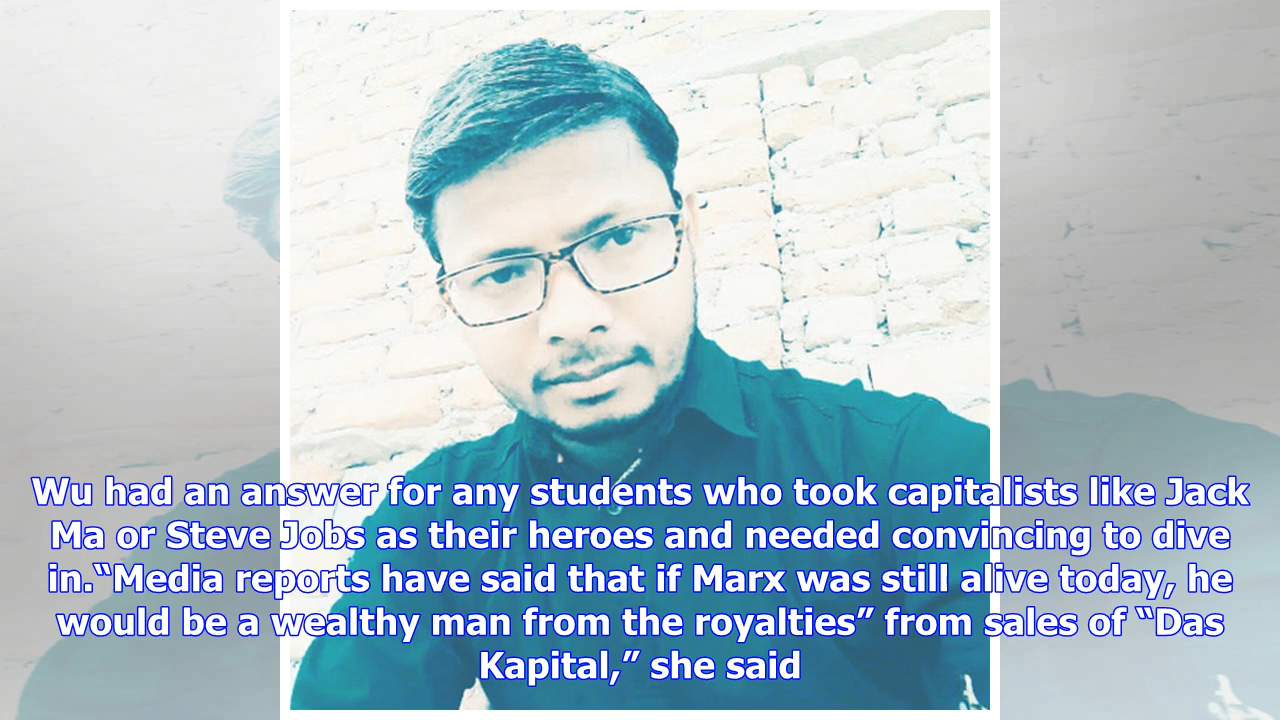 Wu had an answer for any students who took capitalists like Jack
Ma or Steve Jobs as their heroes and needed convincing to dive
in.“Media reports have said that if Marx was still alive today, he
would be a wealthy man from the royalties” from sales of “Das
Kapital,” she said